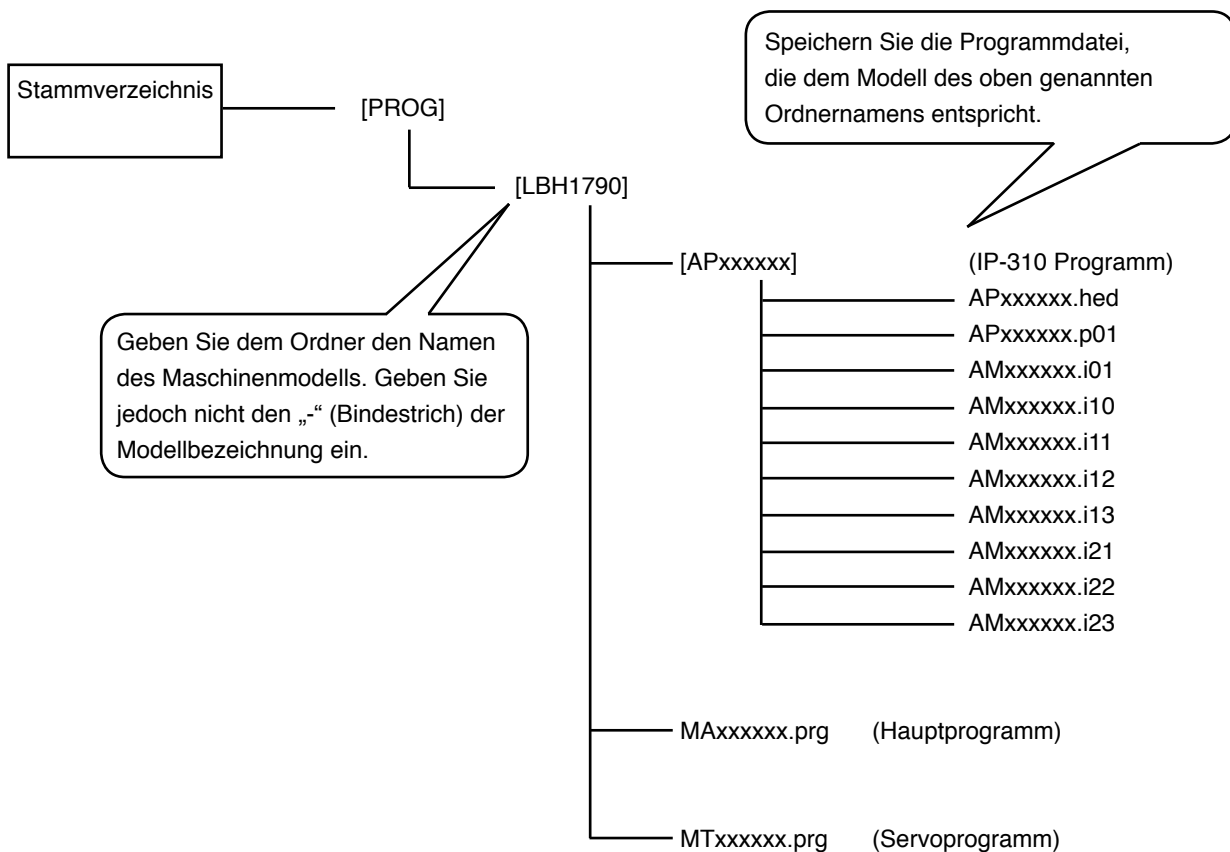 Speichern Sie die Programmdatei,
die dem Modell des oben genannten
Ordnernamens entspricht.
Stammverzeichnis
[PROG]
[LBH1790]
[APxxxxxx]
(IP-310 Programm)
APxxxxxx.hed
APxxxxxx.p01
AMxxxxxx.i01
AMxxxxxx.i10
AMxxxxxx.i11
AMxxxxxx.i12
AMxxxxxx.i13
AMxxxxxx.i21
AMxxxxxx.i22
AMxxxxxx.i23
Geben Sie dem Ordner den Namen
des Maschinenmodells. Geben Sie
jedoch nicht den „-“ (Bindestrich) der
Modellbezeichnung ein.
MAxxxxxx.prg (Hauptprogramm)
MTxxxxxx.prg (Servoprogramm)